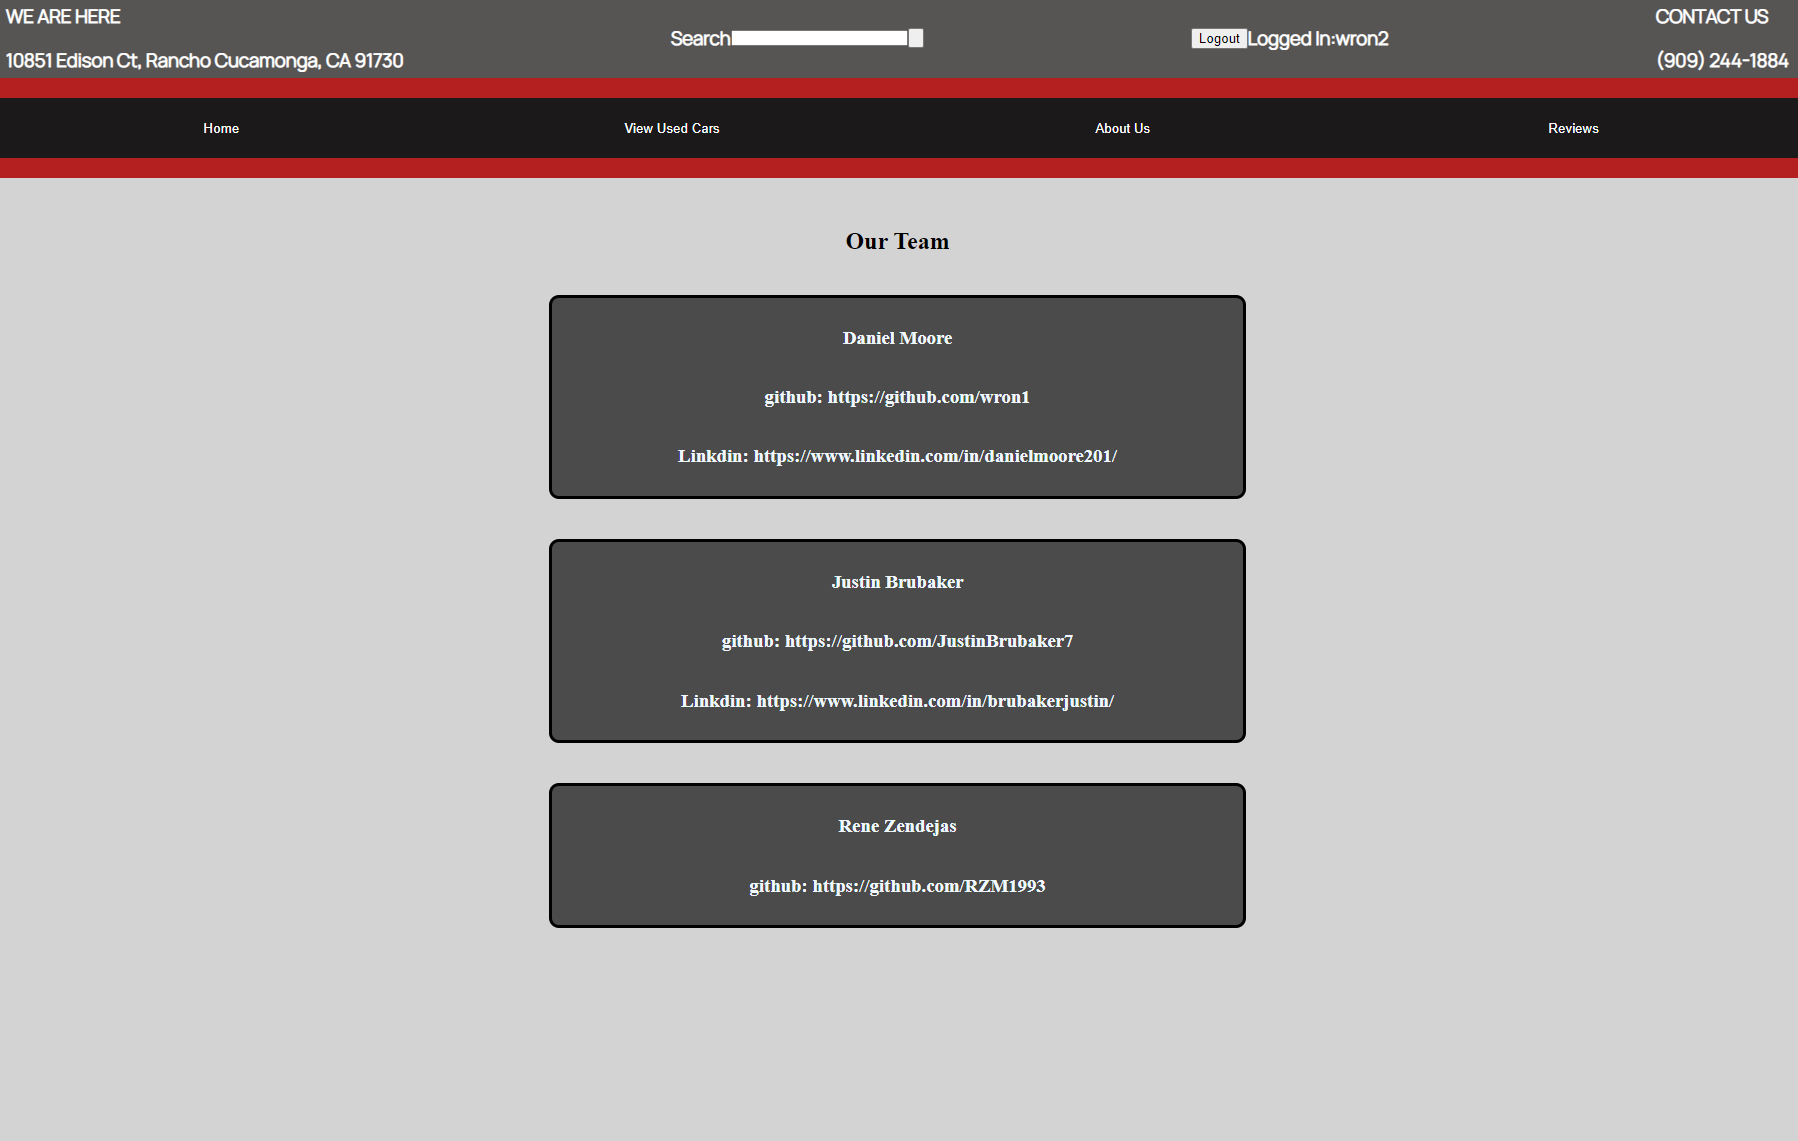 WE ARE HERE
10851 Edison Ct, Rancho Cucamonga, CA 91730
Search
Logout Logged In:wron2
CONTACT US
(909) 244-1884
Home
View Used Cars
About Us
Reviews
Our Team
Daniel Moore
github: https://github.com/wron1
Linkdin: https://www.linkedin.com/in/danielmoore201/
Justin Brubaker
github: https://github.com/JustinBrubaker7
Linkdin: https://www.linkedin.com/in/brubakerjustin/
Rene Zendejas
github: https://github.com/RZM1993